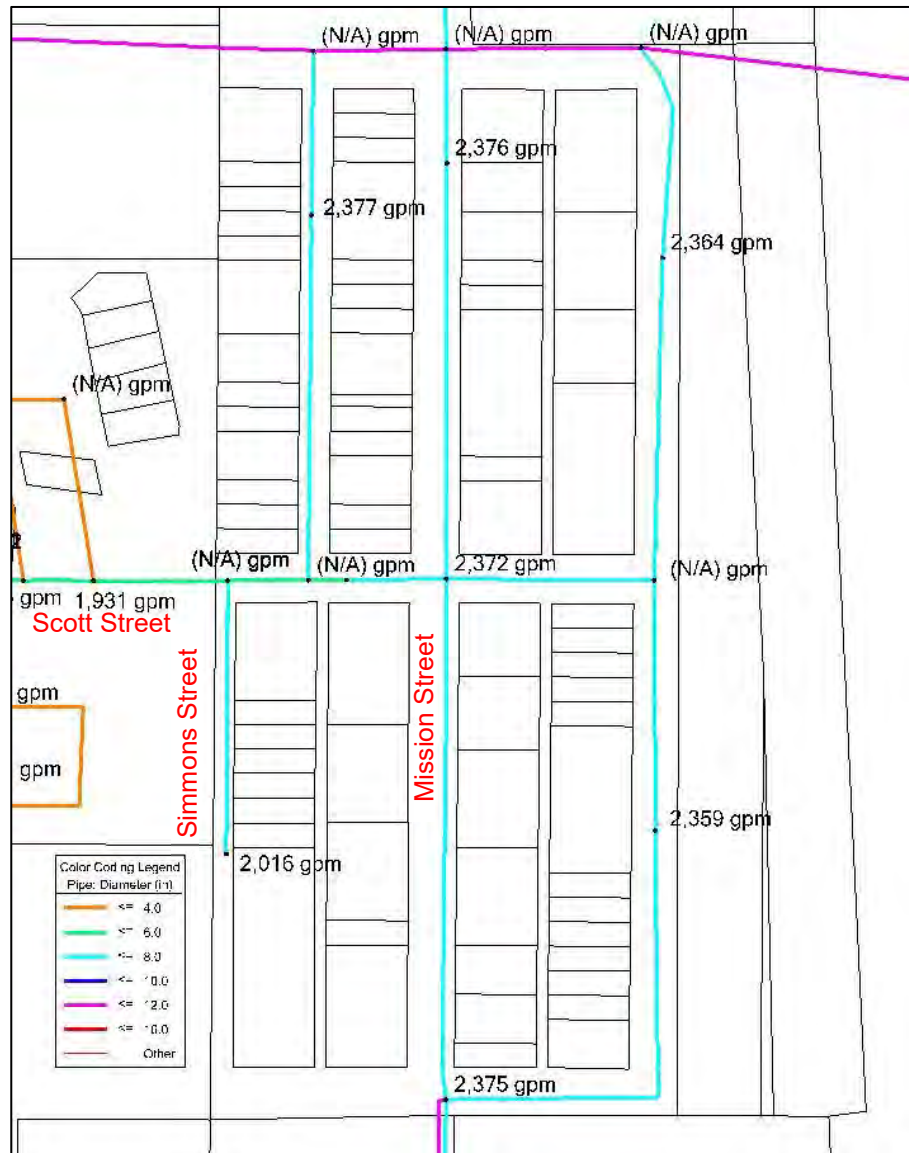 (N/A) gpm
(N/A) gpm
(N/A) gpm
2,376 gpm
2,377 gpm
2,364 gpm
(N/A) gpm
(N/A) gpm
(N/A) gpm
2,372 gpm
(N/A) gpm
gpm
1,931 gpm
Scott Street
Simmons Street
Mission Street
gpm
gpm
2,359 gpm
2,016 gpm
Color Coding Legend
Pipe: Diameter (in)
<= 4.0
<= 6.0
<= 8.0
<= 10.0
<= 12.0
<= 16.0
Other
2,375 gpm